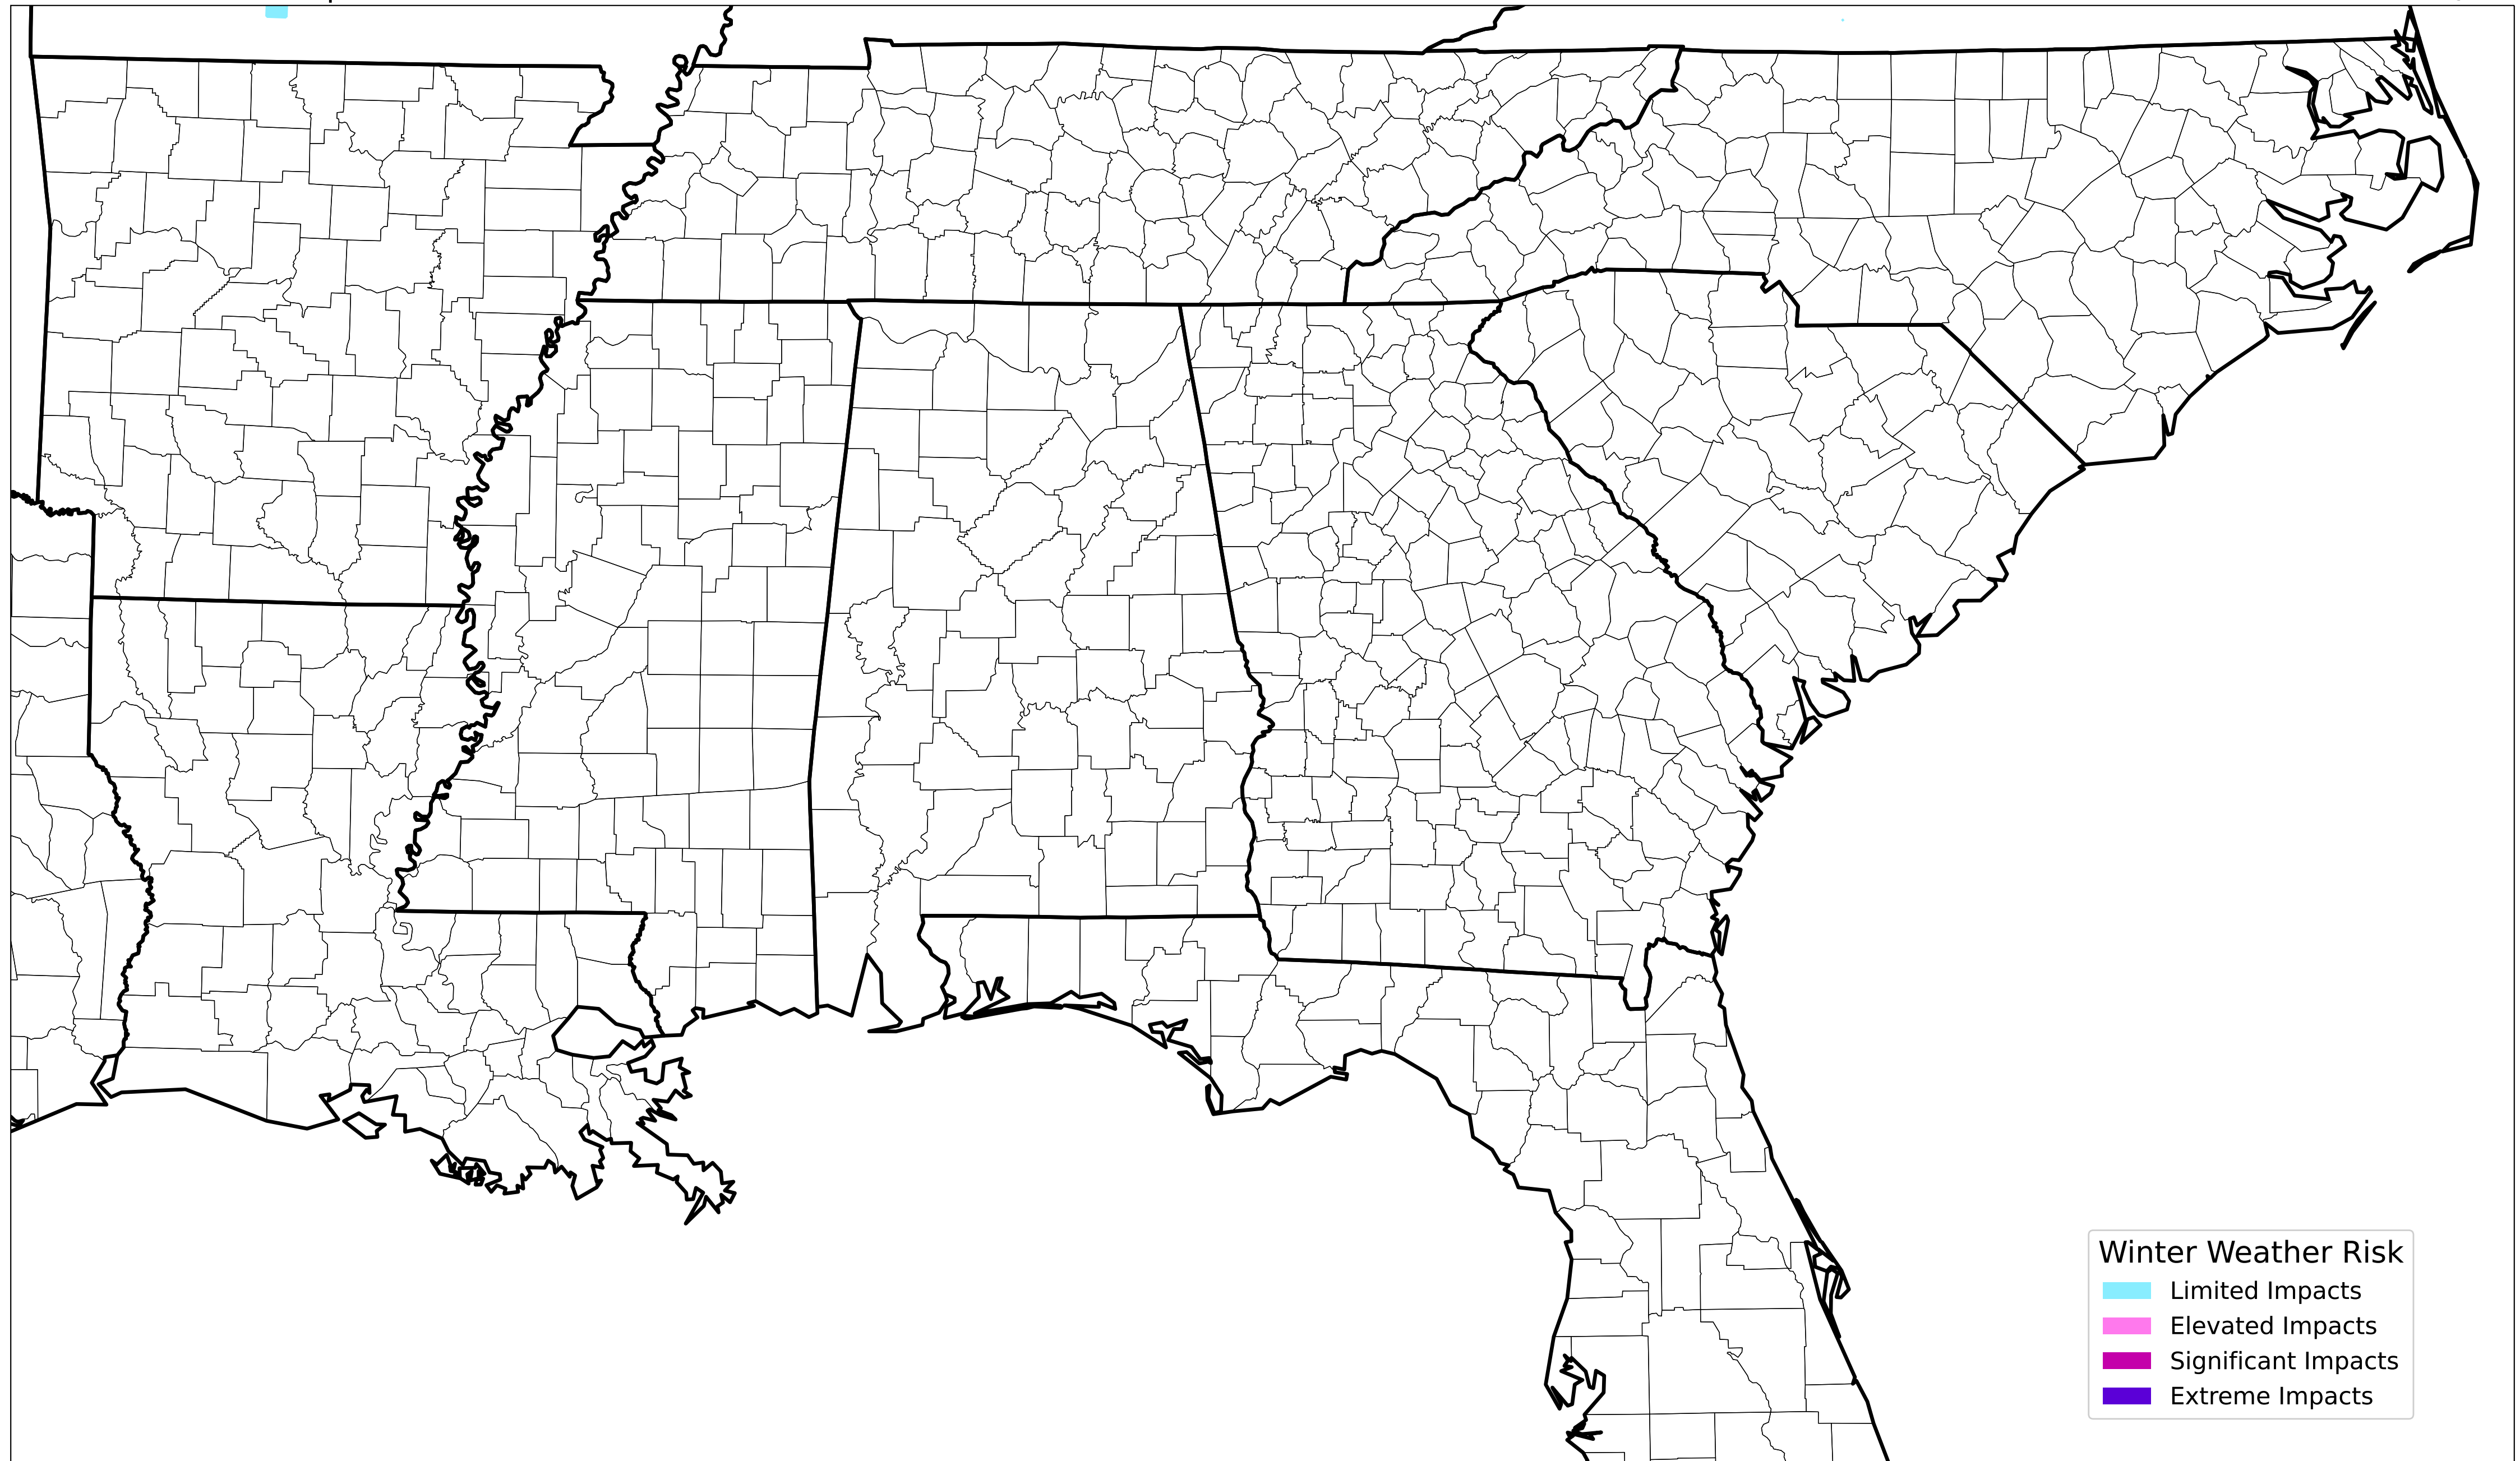 Winter Weather Risk
Limited Impacts
Elevated Impacts
Significant Impacts
Extreme Impacts